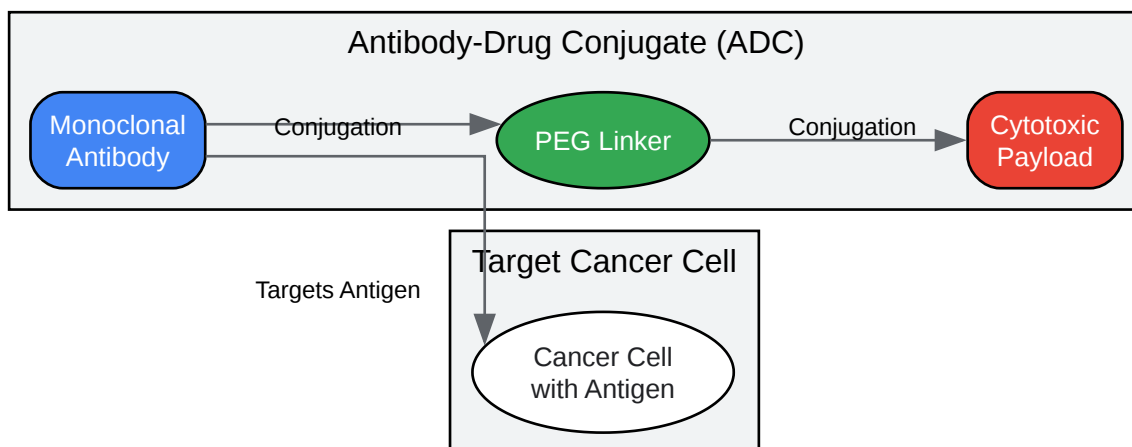 Antibody-Drug Conjugate (ADC)
Monoclonal
Antibody
Conjugation
PEG Linker
Conjugation
Cytotoxic
Payload
Target Cancer Cell
Targets Antigen
Cancer Cell
with Antigen